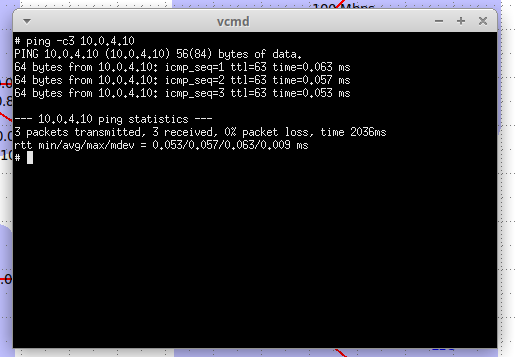 100 Mbps
vcmd
# ping -c3 10.0.4.10
PING 10.0.4.10 (10.0.4.10) 56(84) bytes of data.
64 bytes from 10.0.4.10: icmp_seq=1 ttl=63 time=0.063 ms
64 bytes from 10.0.4.10: icmp_seq=2 ttl=63 time=0.057 ms
64 bytes from 10.0.4.10: icmp_seq=3 ttl=63 time=0.053 ms
--- 10.0.4.10 ping statistics ---
3 packets transmitted, 3 received, 0% packet loss, time 2036ms
rtt min/avg/max/mdev = 0.053/0.057/0.063/0.009 ms
#